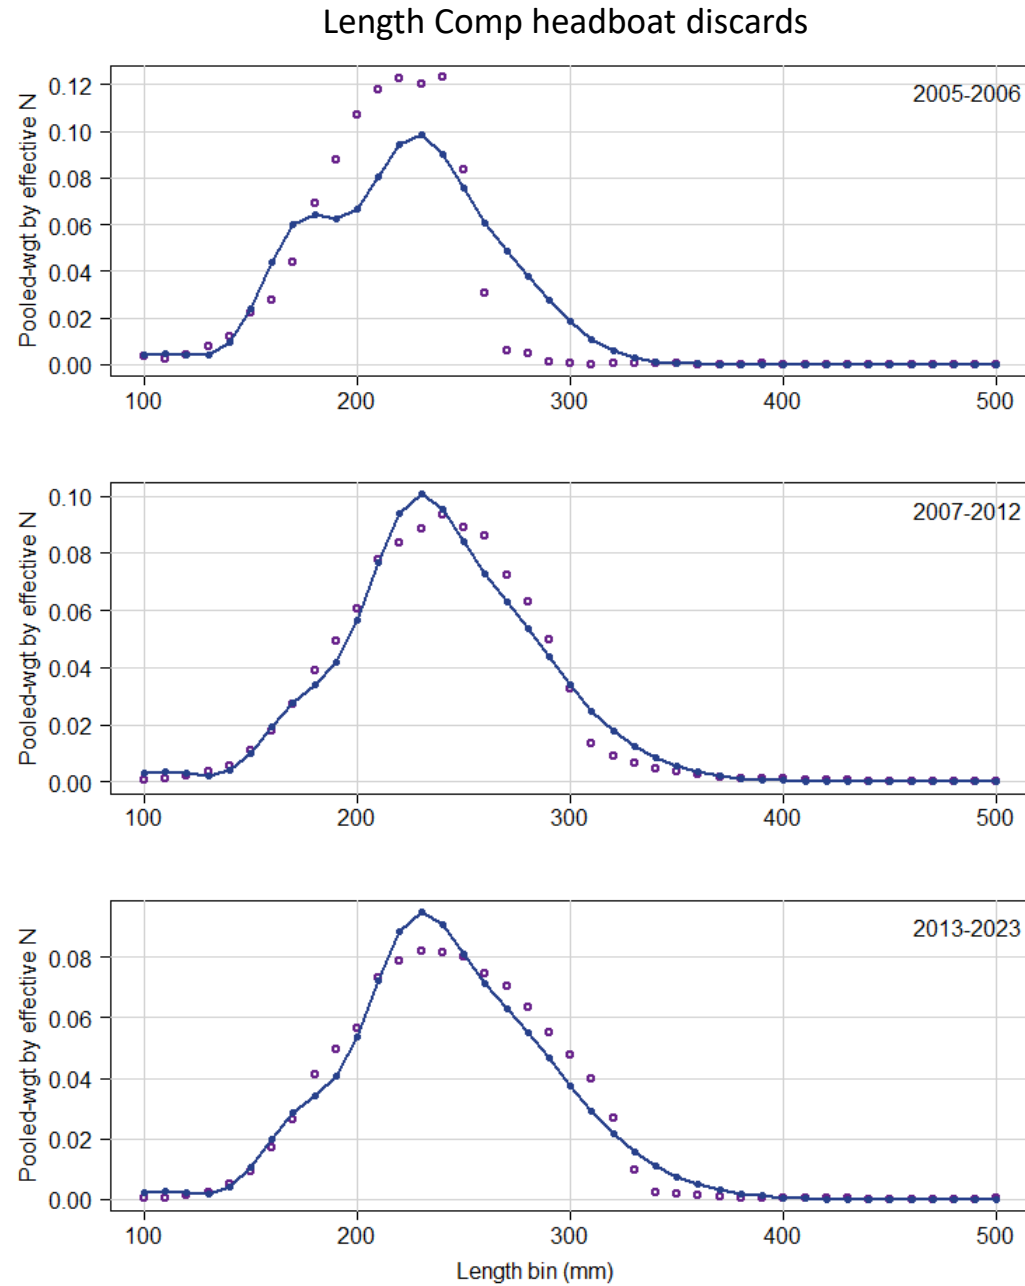 Length Comp headboat discards
Pooled-wgt by effective N
0.12
0.10
0.08
0.06
0.04
0.02
0.00
2005-2006
100 200 300 400 500
Pooled-wgt by effective N
0.10
0.08
0.06
0.04
0.02
0.00
2007-2012
100 200 300 400 500
Pooled-wgt by effective N
0.08
0.06
0.04
0.02
0.00
2013-2023
100 200 300 400 500
Length bin (mm)